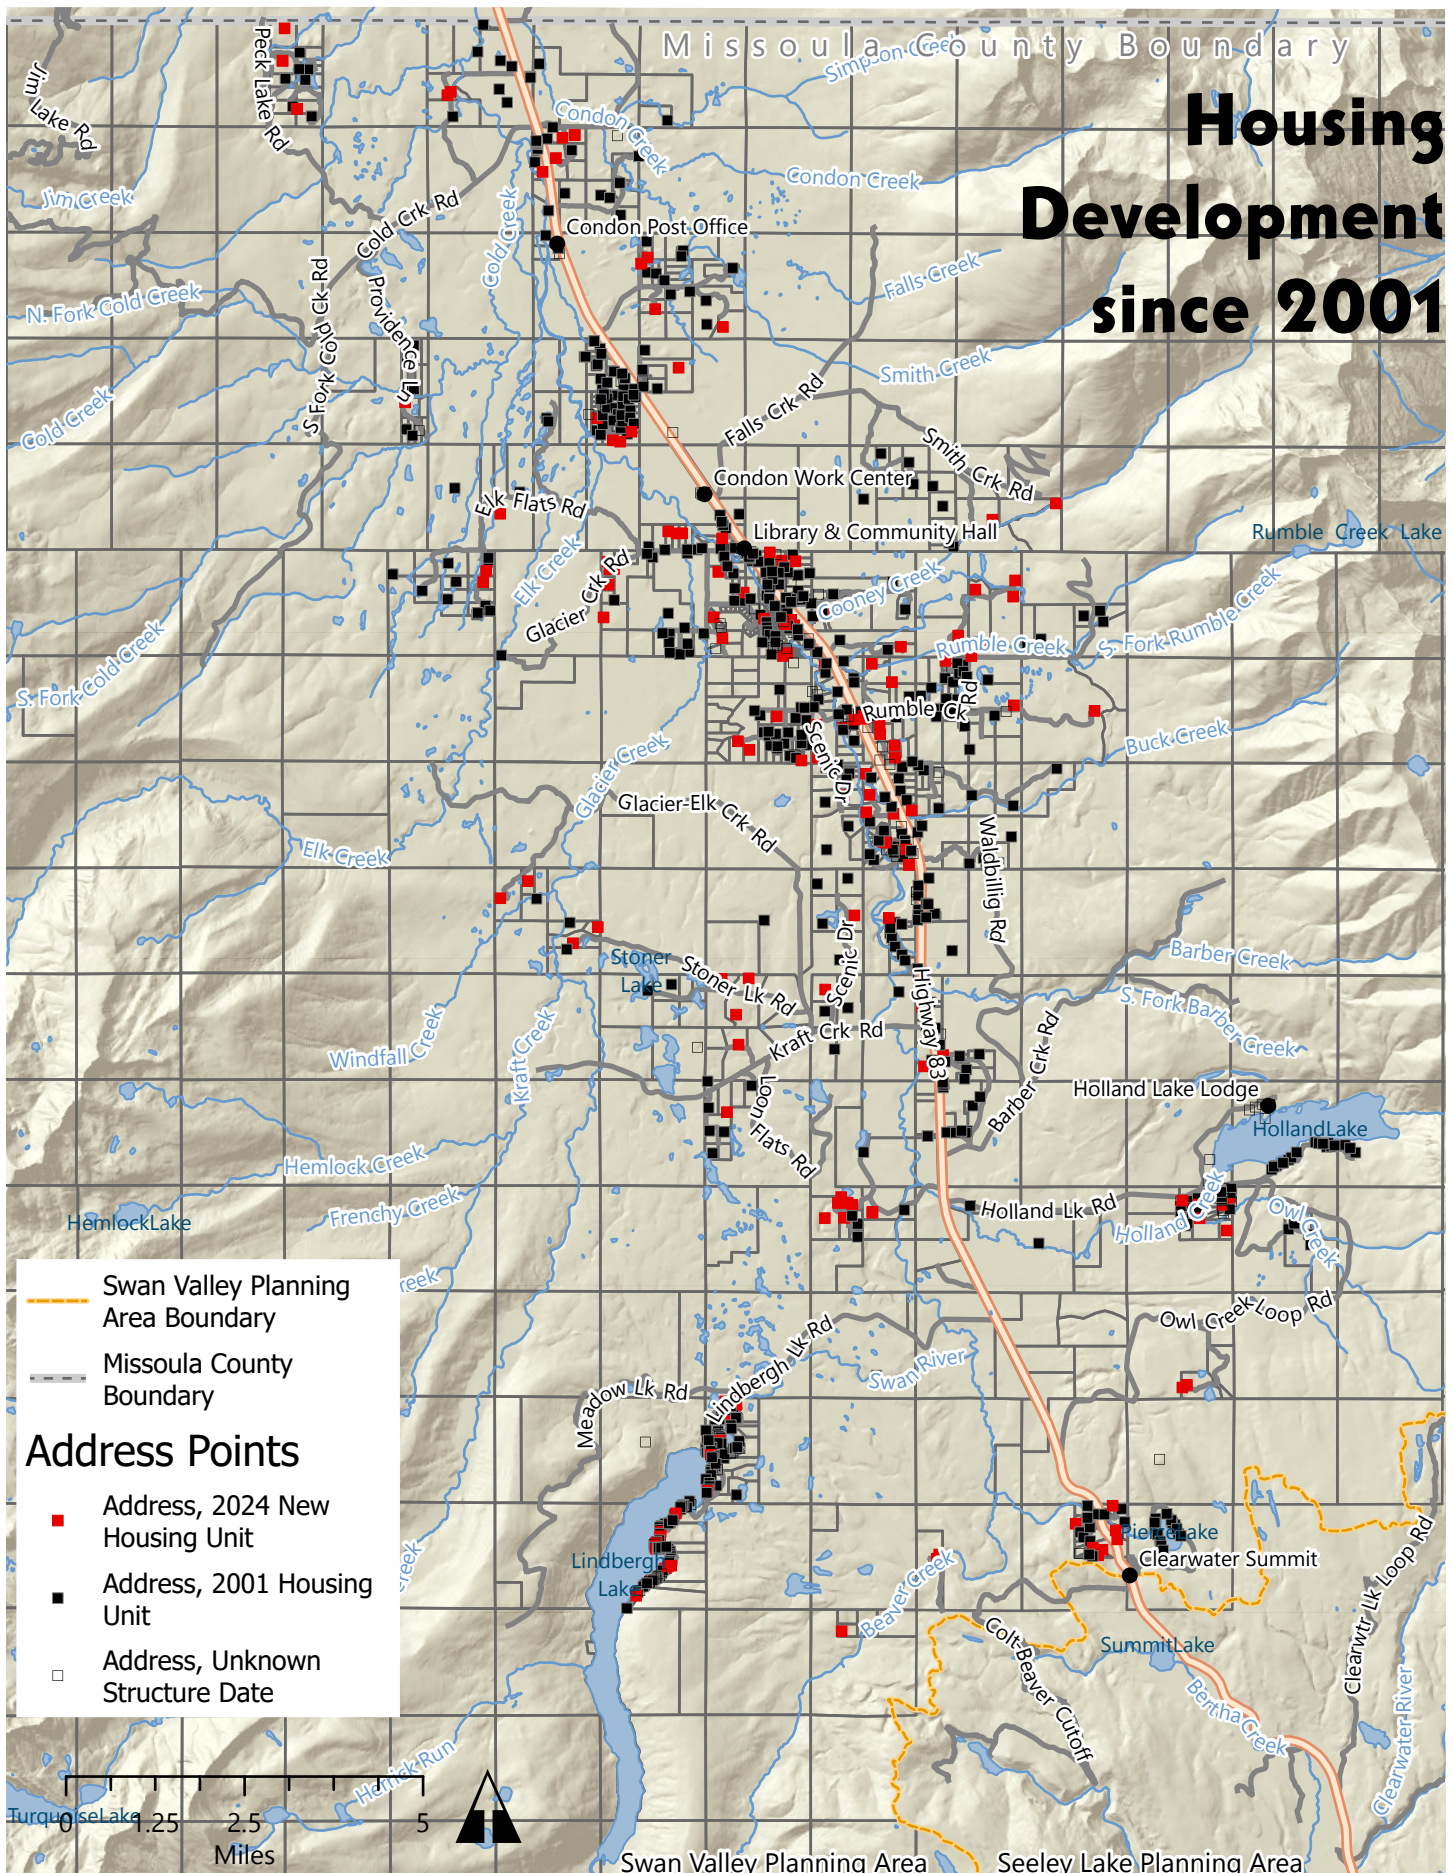 Missoula County Boundary
Housing
Development
since 2001
Peck Lake Rd
Jim
Lake Rd
Simpson Creek
Condon Creek
Condon Creek
Jim Creek
Cold Crk Rd
Cold Creek
Condon Post Office
Falls Creek
N. Fork Cold Creek
S Fork Cold Ck Rd
Providence Ln
Smith Creek
Cold Creek
Falls Crk Rd
Smith Crk Rd
Condon Work Center
Elk Flats Rd
Library & Community Hall
Rumble Creek Lake
Elk Creek
Glacier Crk Rd
Cooney Creek
S. Fork Rumble Creek
Rumble Creek
S. Fork Cold Creek
Rumble Ck Rd
Scenic Dr
Buck Creek
Glacier Creek
Glacier-Elk Crk Rd
Elk Creek
Waldbillig Rd
Scenic Dr
Barber Creek
Stoner
Lake
Stoner Lk Rd
Highway 83
S. Fork Barber Creek
Kraft Crk Rd
Windfall Creek
Kraft Creek
Barber Crk Rd
Loon
Flats Rd
Holland Lake Lodge
HollandLake
Hemlock Creek
Frenchy Creek
HemlockLake
Holland Lk Rd
Holland Creek
Owl Creek
Owl Creek Loop Rd
reek
Swan Valley Planning
Area Boundary
Missoula County
Boundary
Address Points
Address, 2024 New
Housing Unit
Address, 2001 Housing
Unit
Address, Unknown
Structure Date
Lindbergh Lk Rd
Swan River
Meadow Lk Rd
PierceLake
Clearwater Summit
Lindbergh
Lake
Creek
Beaver Creek
Colt-Beaver Cutoff
SummitLake
Clearwtr Lk Loop Rd
Bertha Creek
Clearwater River
Herrick Run
TurquoiseLake
0 1.25 2.5 5
Miles
Swan Valley Planning Area
Seeley Lake Planning Area